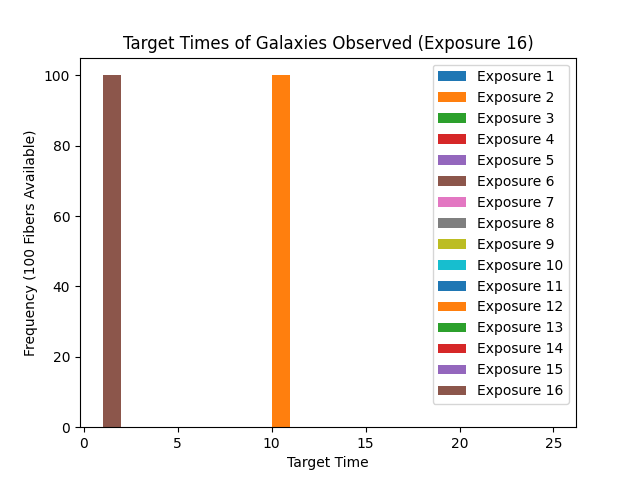 Target Times of Galaxies Observed (Exposure 16)
Frequency (100 Fibers Available)
100
80
60
40
20
0
0 5 10 15 20 25
Target Time
Exposure 1
Exposure 2
Exposure 3
Exposure 4
Exposure 5
Exposure 6
Exposure 7
Exposure 8
Exposure 9
Exposure 10
Exposure 11
Exposure 12
Exposure 13
Exposure 14
Exposure 15
Exposure 16